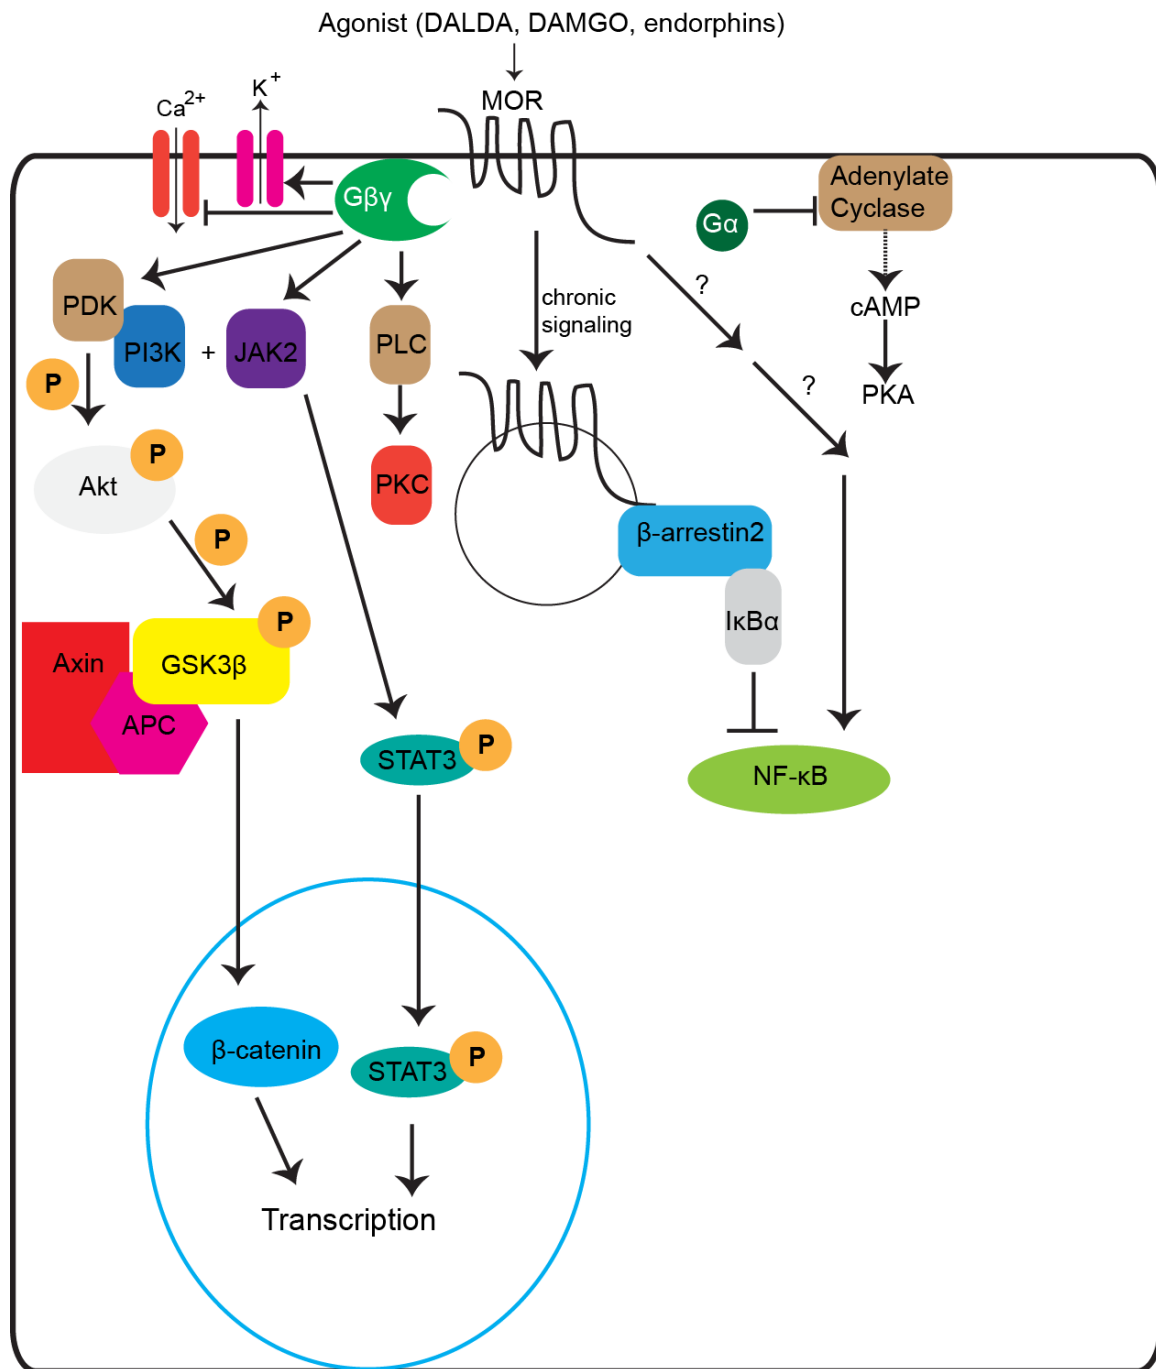 Agonist (DALDA, DAMGO, endorphins)
MOR
Ca2+
K+
Gβγ
Gα
Adenylate
Cyclase
?
cAMP
PKA
chronic
signaling
?
PDK
PI3K
+
JAK2
PLC
P
P
Akt
PKC
P
β-arrestin2
IκBα
P
Axin
GSK3β
APC
STAT3
P
NF-κB
β-catenin
STAT3
P
Transcription